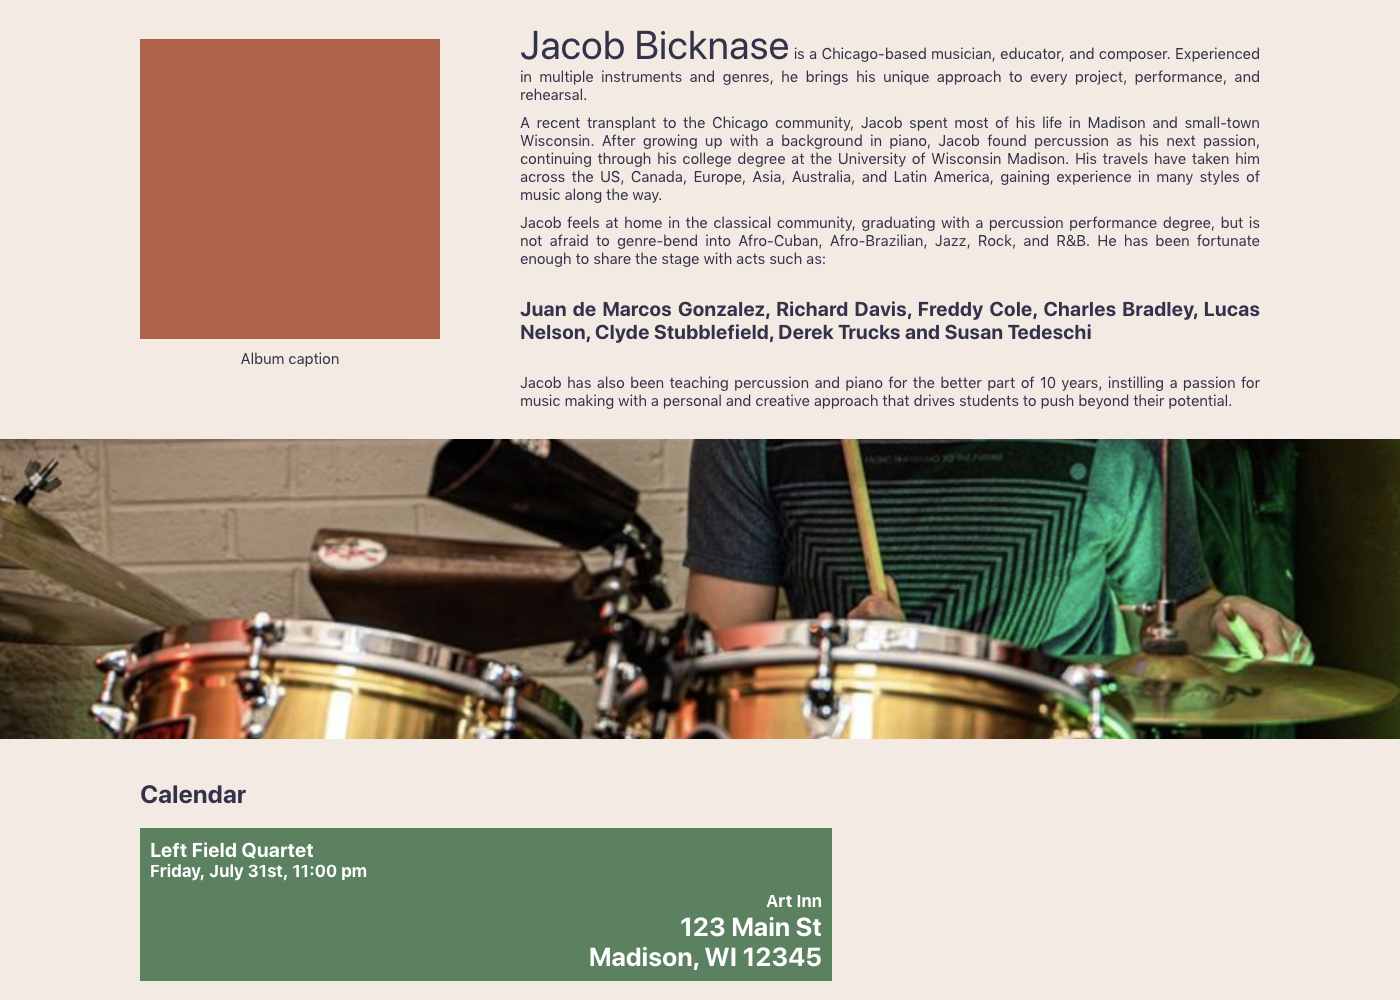 Jacob Bicknase is a Chicago-based musician, educator, and composer. Experienced
in multiple instruments and genres, he brings his unique approach to every project, performance, and
rehearsal.
A recent transplant to the Chicago community, Jacob spent most of his life in Madison and small-town
Wisconsin. After growing up with a background in piano, Jacob found percussion as his next passion,
continuing through his college degree at the University of Wisconsin Madison. His travels have taken him
across the US, Canada, Europe, Asia, Australia, and Latin America, gaining experience in many styles of
music along the way.
Jacob feels at home in the classical community, graduating with a percussion performance degree, but is
not afraid to genre-bend into Afro-Cuban, Afro-Brazilian, Jazz, Rock, and R&B. He has been fortunate
enough to share the stage with acts such as:
Juan de Marcos Gonzalez, Richard Davis, Freddy Cole, Charles Bradley, Lucas
Nelson, Clyde Stubblefield, Derek Trucks and Susan Tedeschi
Jacob has also been teaching percussion and piano for the better part of 10 years, instilling a passion for
music making with a personal and creative approach that drives students to push beyond their potential.
Album caption
MUSIC TO THE FUTURE
Calendar
Left Field Quartet
Friday, July 31st, 11:00 pm
Art Inn
123 Main St
Madison, WI 12345